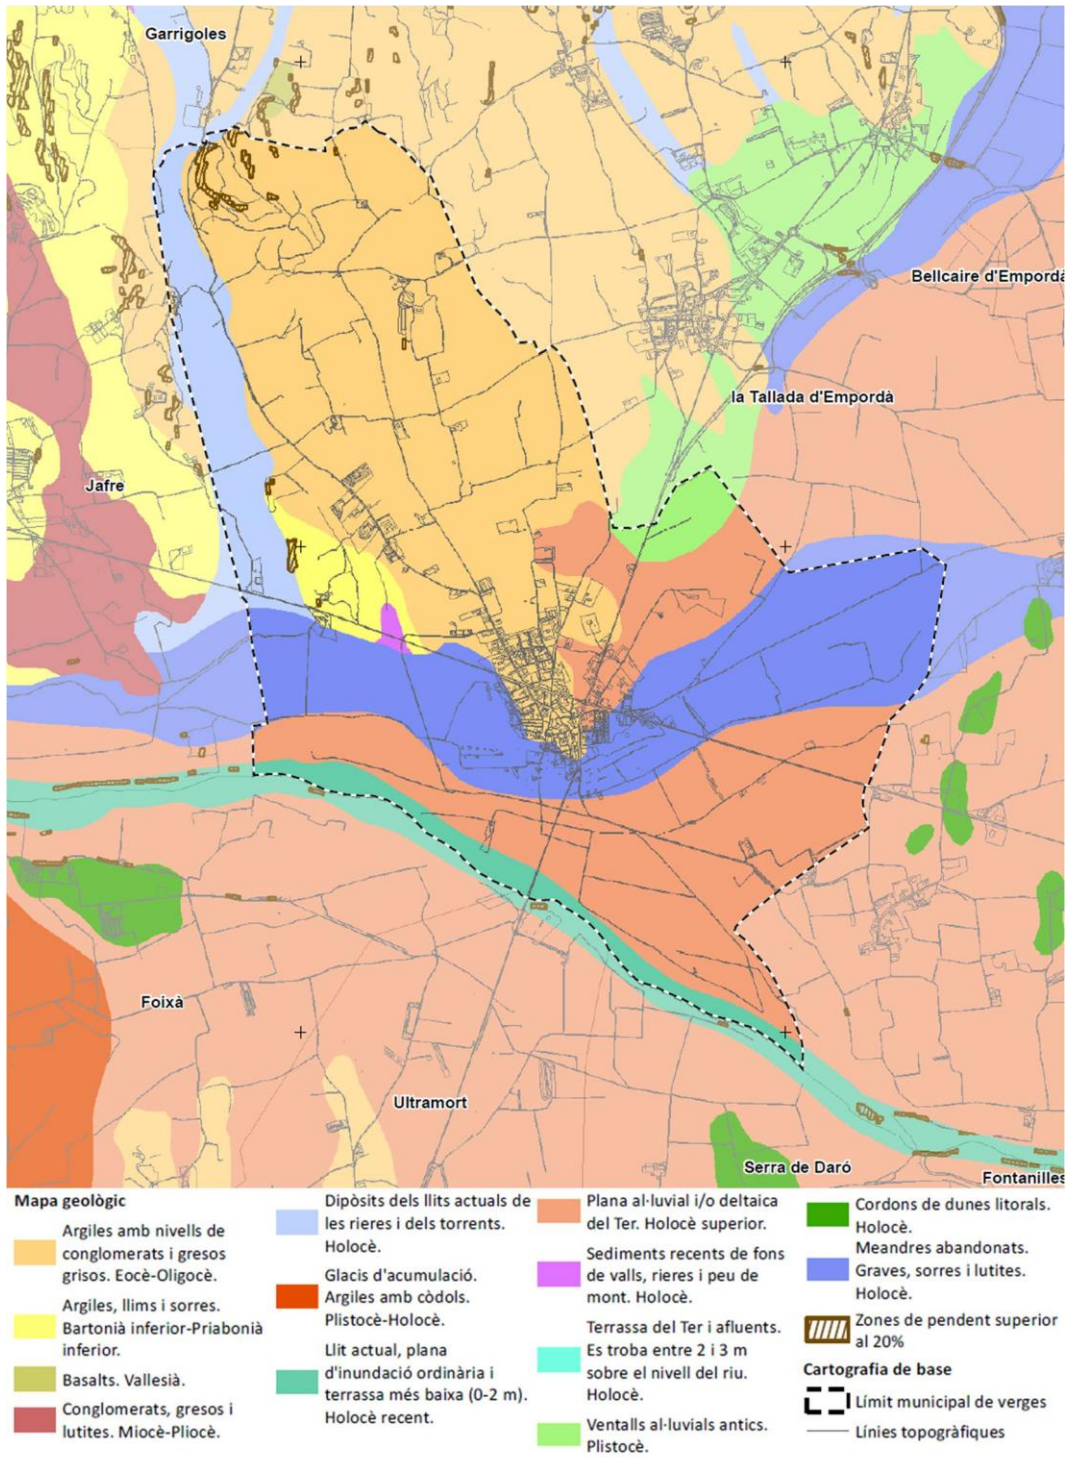 Garrigoles
Bellcaire d'Empordà
la Tallada d'Empordà
Jafre
Foixà
Ultramort
Serra de Daró
Fontanilles
Mapa geològic
Argiles amb nivells de
conglomerats i gresos
grisos. Eocè-Oligocè.
Argiles, llims i sorres.
Bartonià inferior-Priabonià
inferior.
Basalts. Vallesià.
Conglomerats, gresos i
lutites. Miocè-Pliocè.
Dipòsits dels llits actuals de
les rieres i dels torrents.
Holocè.
Glacis d'acumulació.
Argiles amb còdols.
Plistocè-Holocè.
Llit actual, plana
d'inundació ordinària i
terrassa més baixa (0-2 m).
Holocè recent.
Plana al·luvial i/o deltaica
del Ter. Holocè superior.
Sediments recents de fons
de valls, rieres i peu de
mont. Holocè.
Terrassa del Ter i afluents.
Es troba entre 2 i 3 m
sobre el nivell del riu.
Holocè.
Ventalls al·luvials antics.
Plistocè.
Cordons de dunes litorals.
Holocè.
Meandres abandonats.
Graves, sorres i lutites.
Holocè.
Zones de pendent superior
al 20%
Cartografia de base
Límit municipal de verges
Línies topogràfiques